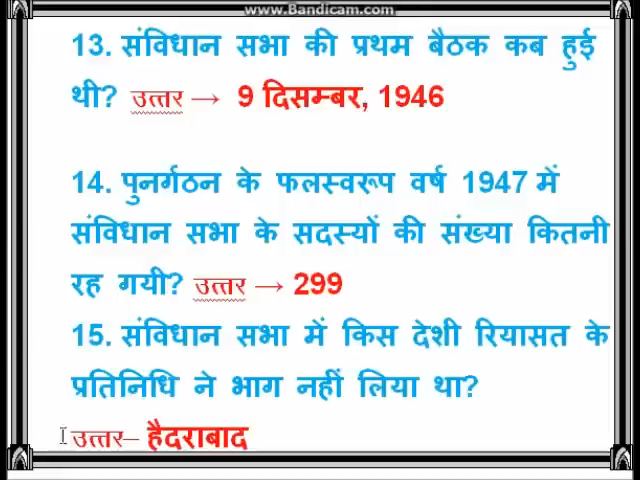 www.Bandicam.com
13. संविधान सभा की प्रथम बैठक कब हुई
थी? उत्तर → 9 दिसम्बर, 1946
14. पुनर्गठन के फलस्वरूप वर्ष 1947 में
संविधान सभा के सदस्यों की संख्या कितनी
रह गयी? उत्तर → 299
15. संविधान सभा में किस देशी रियासत के
प्रतिनिधि ने भाग नहीं लिया था?
उत्तर– हैदराबाद